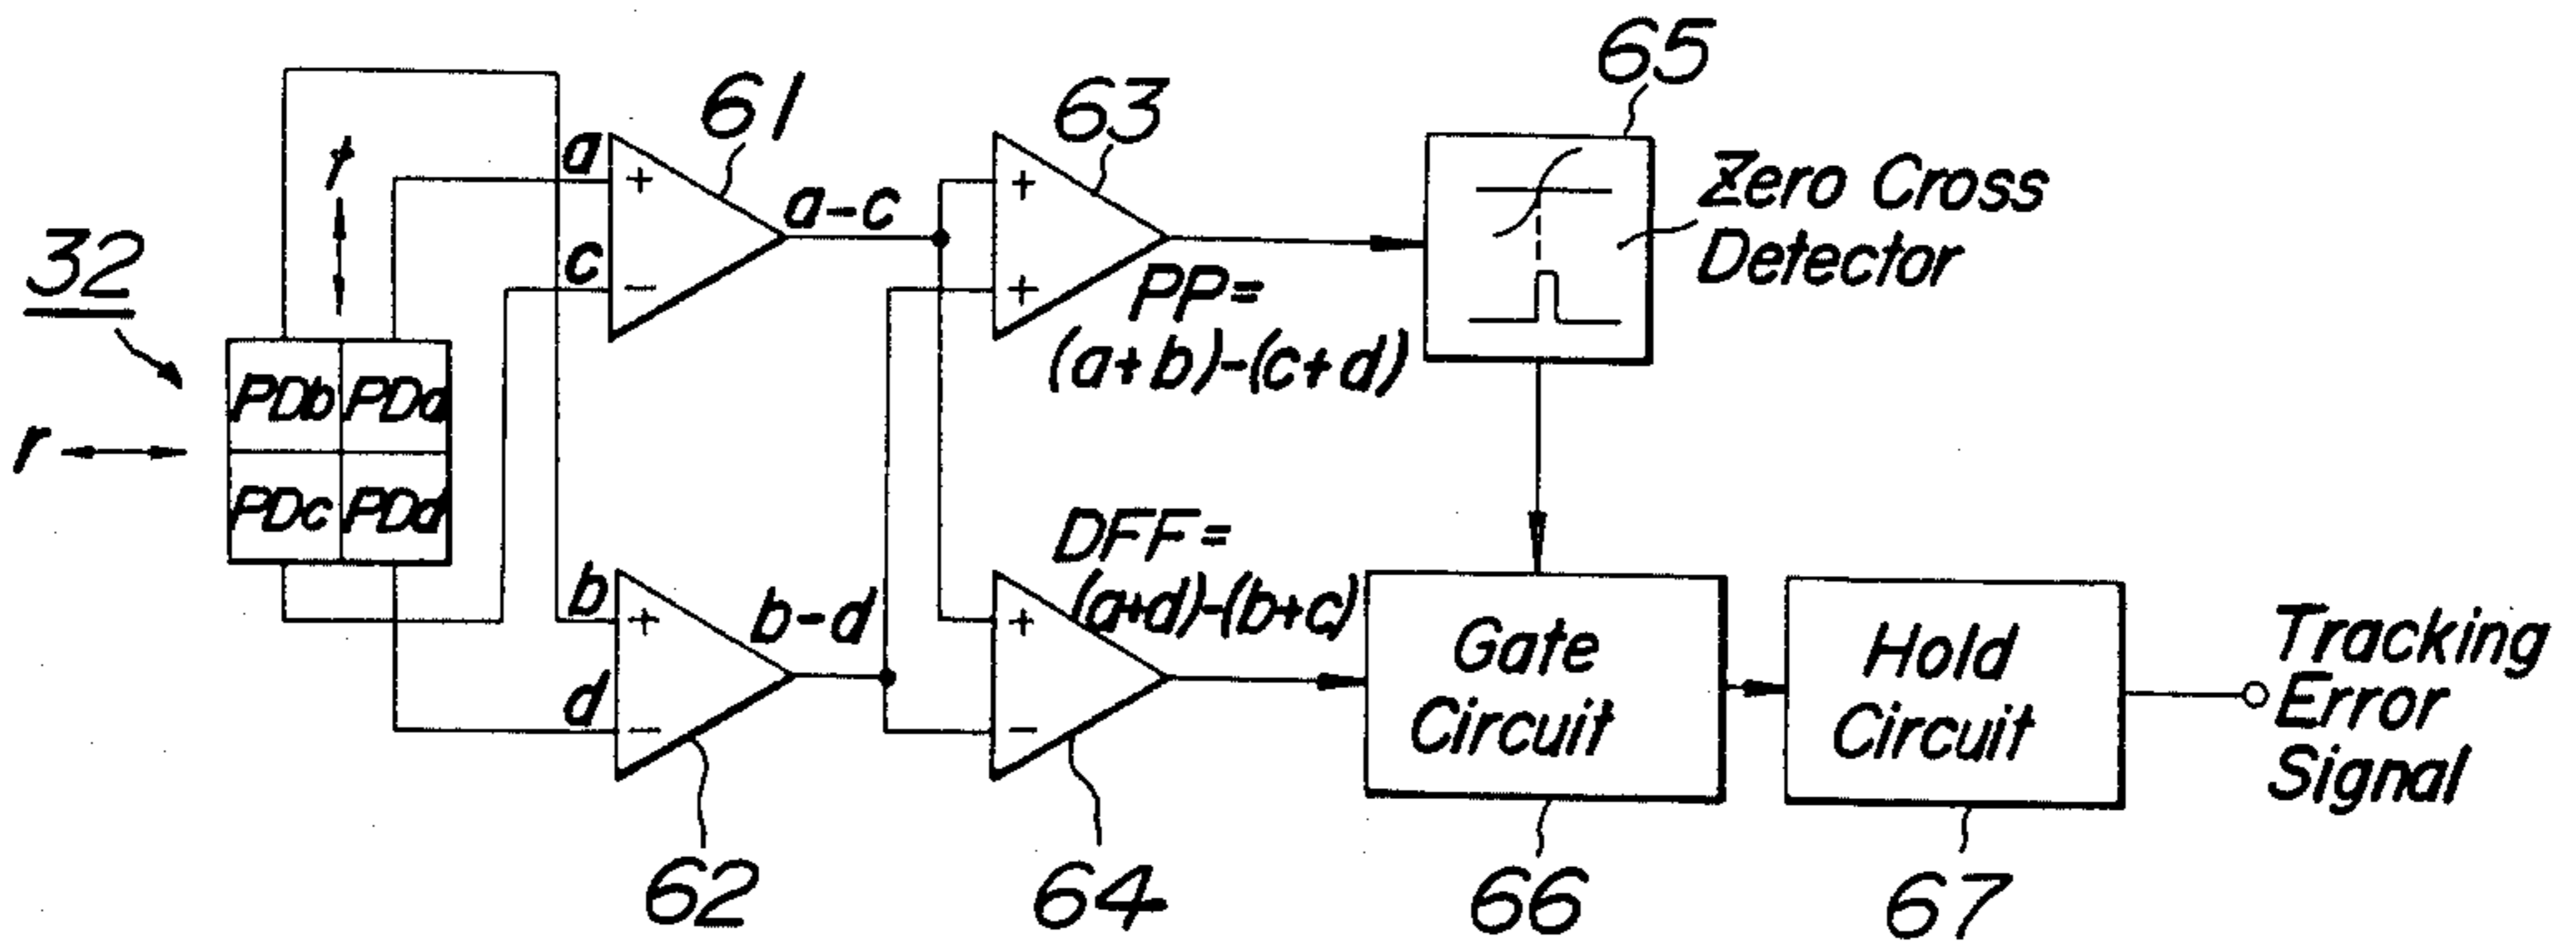 65
61
63
a
+
t
a-c
+
Zero Cross
Detector
32
c
-
+
PP=
(a+b)-(c+d)
PDb PDa
r
PDc PDd
DFF=
(a+d)-(b+c)
b
+
b-d
+
Gate
Circuit
Hold
Circuit
Tracking
Error
Signal
d
-
-
62
64
66
67